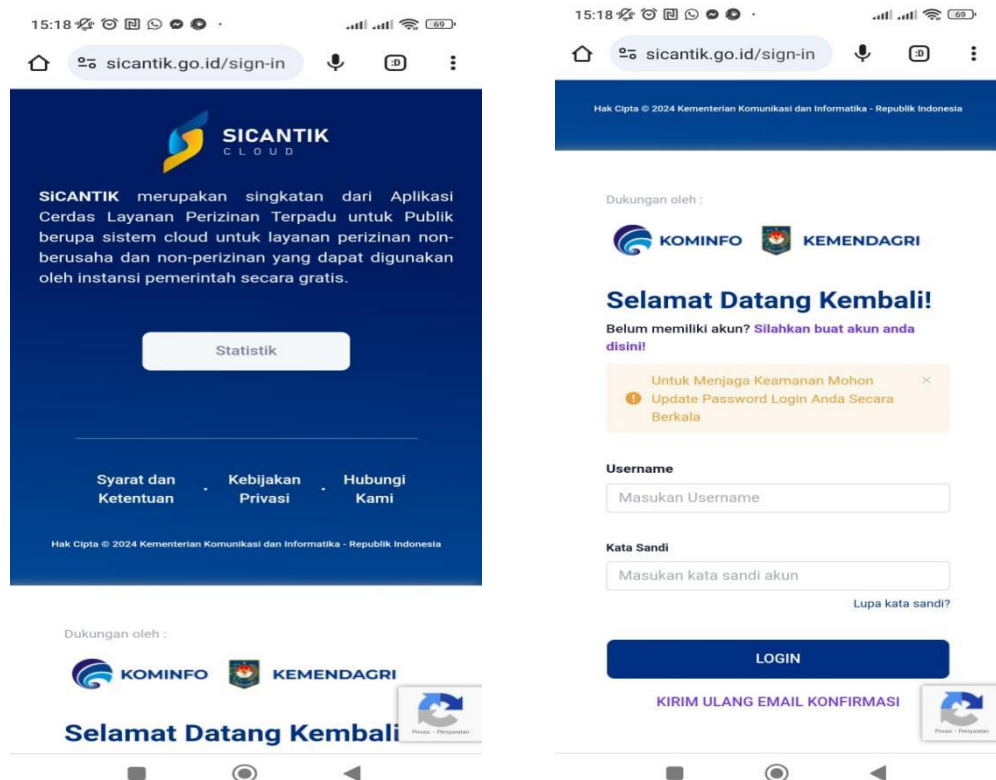 15:18
69
sicantik.go.id/sign-in
:D
SICANTIK
CLOUD
SiCANTIK merupakan singkatan dari Aplikasi
Cerdas Layanan Perizinan Terpadu untuk Publik
berupa sistem cloud untuk layanan perizinan non-
berusaha dan non-perizinan yang dapat digunakan
oleh instansi pemerintah secara gratis.
Statistik
Syarat dan
Ketentuan
·
Kebijakan
Privasi
·
Hubungi
Kami
Hak Cipta © 2024 Kementerian Komunikasi dan Informatika - Republik Indonesia
Dukungan oleh :
KOMINFO
KEMENDAGRI
Selamat Datang Kembali
Privasi - Persyaratan
15:18
69
sicantik.go.id/sign-in
:D
Hak Cipta © 2024 Kementerian Komunikasi dan Informatika - Republik Indonesia
Dukungan oleh :
KOMINFO
KEMENDAGRI
Selamat Datang Kembali!
Belum memiliki akun? Silahkan buat akun anda
disini!
Untuk Menjaga Keamanan Mohon
Update Password Login Anda Secara
Berkala
Username
Masukan Username
Kata Sandi
Masukan kata sandi akun
Lupa kata sandi?
LOGIN
KIRIM ULANG EMAIL KONFIRMASI
Privasi - Persyaratan